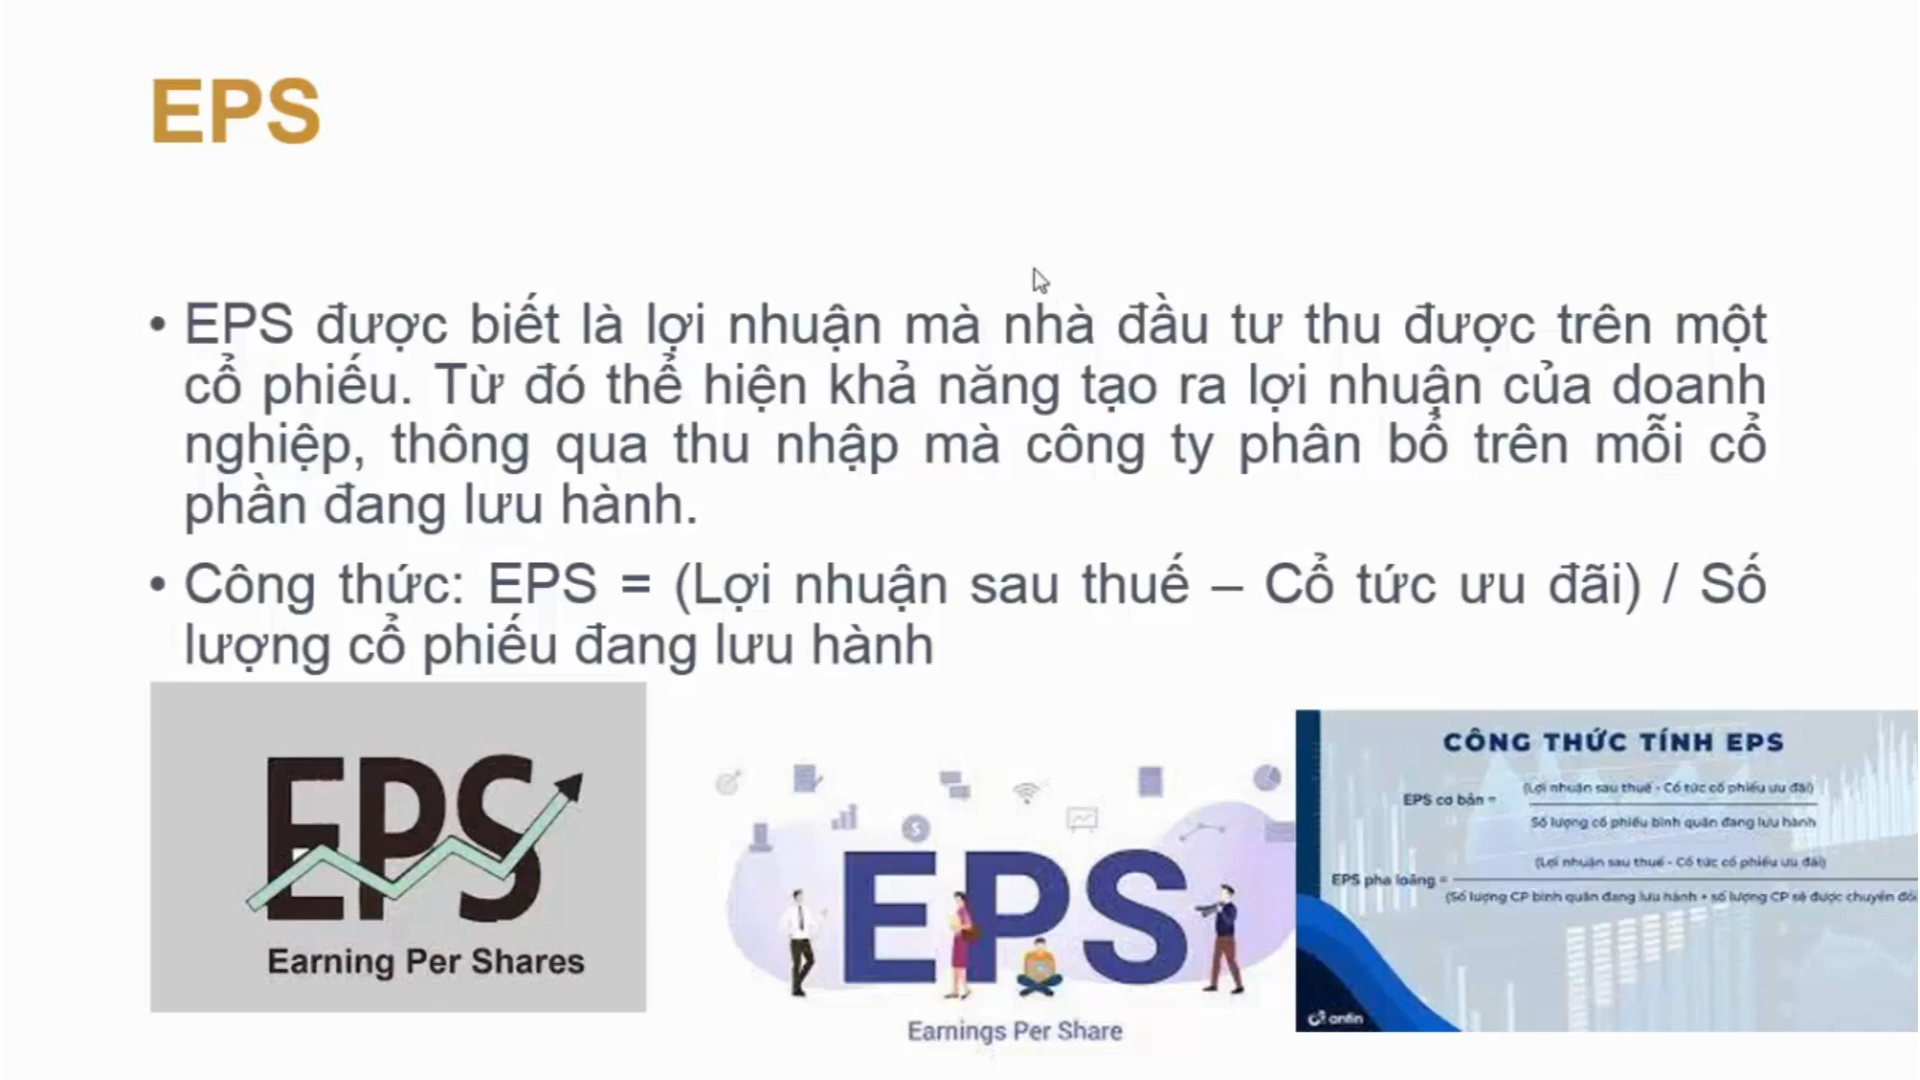 EPS
• EPS được biết là lợi nhuận mà nhà đầu tư thu được trên một
cổ phiếu. Từ đó thể hiện khả năng tạo ra lợi nhuận của doanh
nghiệp, thông qua thu nhập mà công ty phân bổ trên mỗi cổ
phần đang lưu hành.
• Công thức: EPS = (Lợi nhuận sau thuế – Cổ tức ưu đãi) / Số
lượng cổ phiếu đang lưu hành
EPS
Earning Per Shares
EPS
Earnings Per Share
CÔNG THỨC TÍNH EPS
EPS cơ bản =
(Lợi nhuận sau thuế - Cổ tức cổ phiếu ưu đãi)
Số lượng cổ phiếu bình quân đang lưu hành
EPS pha loãng =
(Lợi nhuận sau thuế - Cổ tức cổ phiếu ưu đãi)
(Số lượng CP bình quân đang lưu hành + số lượng CP sẽ được chuyển đổi
anfin